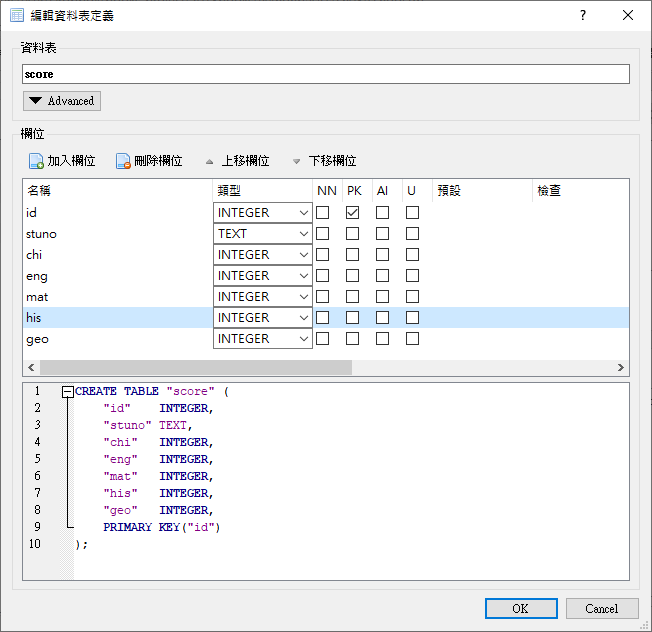 編輯資料表定義 ?
資料表
score
Advanced
欄位
加入欄位 刪除欄位 上移欄位 下移欄位
名稱 類型 NN PK AI U 預設 檢查
id INTEGER
stuno TEXT
chi INTEGER
eng INTEGER
mat INTEGER
his INTEGER
geo INTEGER
1 CREATE TABLE "score" (
2 "id" INTEGER,
3 "stuno" TEXT,
4 "chi" INTEGER,
5 "eng" INTEGER,
6 "mat" INTEGER,
7 "his" INTEGER,
8 "geo" INTEGER,
9 PRIMARY KEY("id")
10 );
OK Cancel